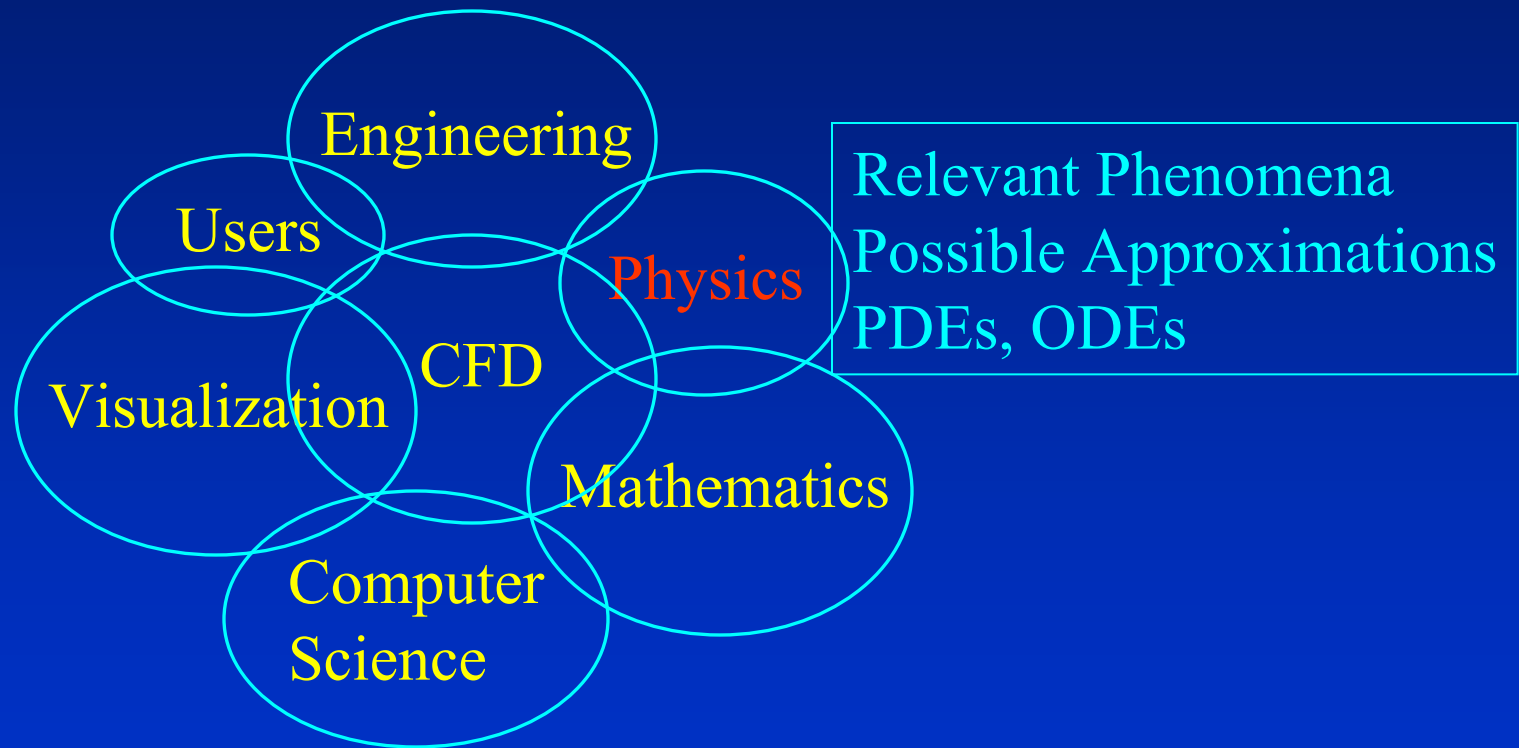 Engineering
Users
Physics
CFD
Visualization
Mathematics
Computer
Science
Relevant Phenomena
Possible Approximations
PDEs, ODEs